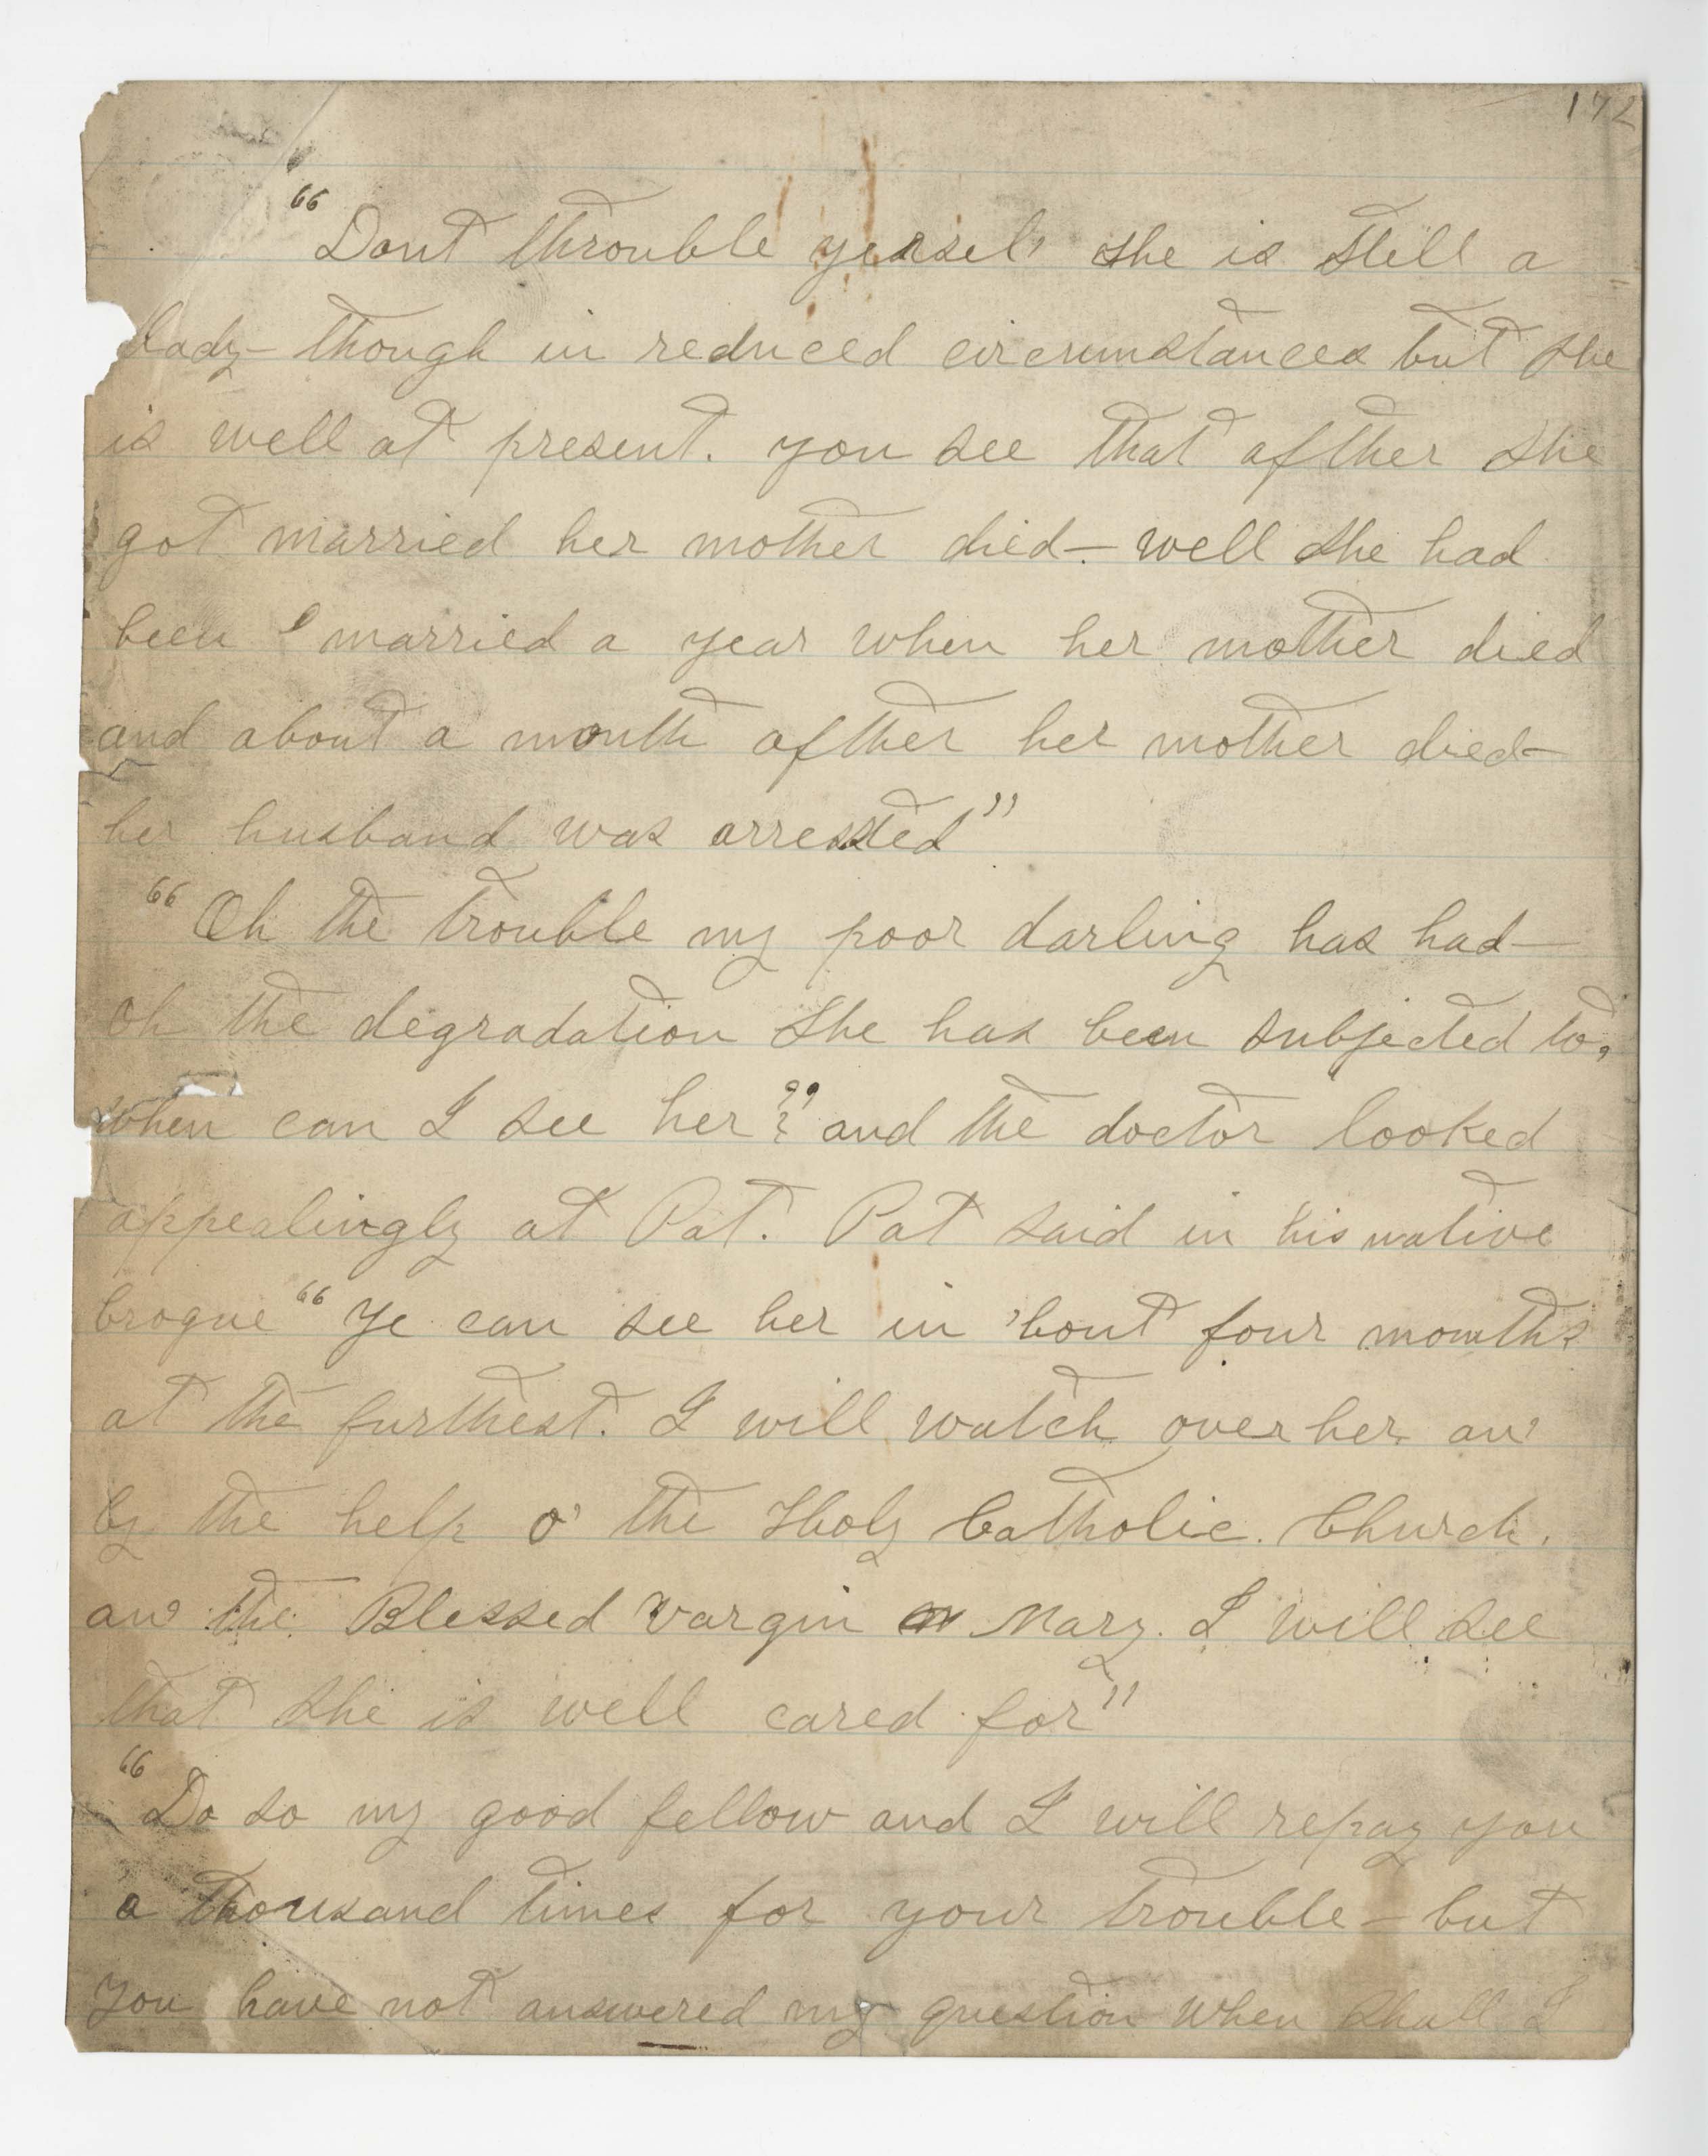 172
"Dont throuble yersel' she is still a
lady – though in reduced circumstances but she
is well at present. you see that afther she
got married her mother died – well she had
been married a year when her mother died
and about a month afther her mother died –
her husband was arrested"
"Oh the trouble my poor darling has had –
Oh the degradation she has been subjected to,
when can I see her?" and the doctor looked
appealingly at Pat. Pat said in his native
brogue "Ye can see her in 'bout four months
at the furthest. I will watch over her an'
by the help o' the Holy Catholic. Church.
an' the Blessed Vargin Mary. I will see
that she is well cared for"
"Do so my good fellow and I will repay you
a thousand times for your trouble – but
you have not answered my question when shall I